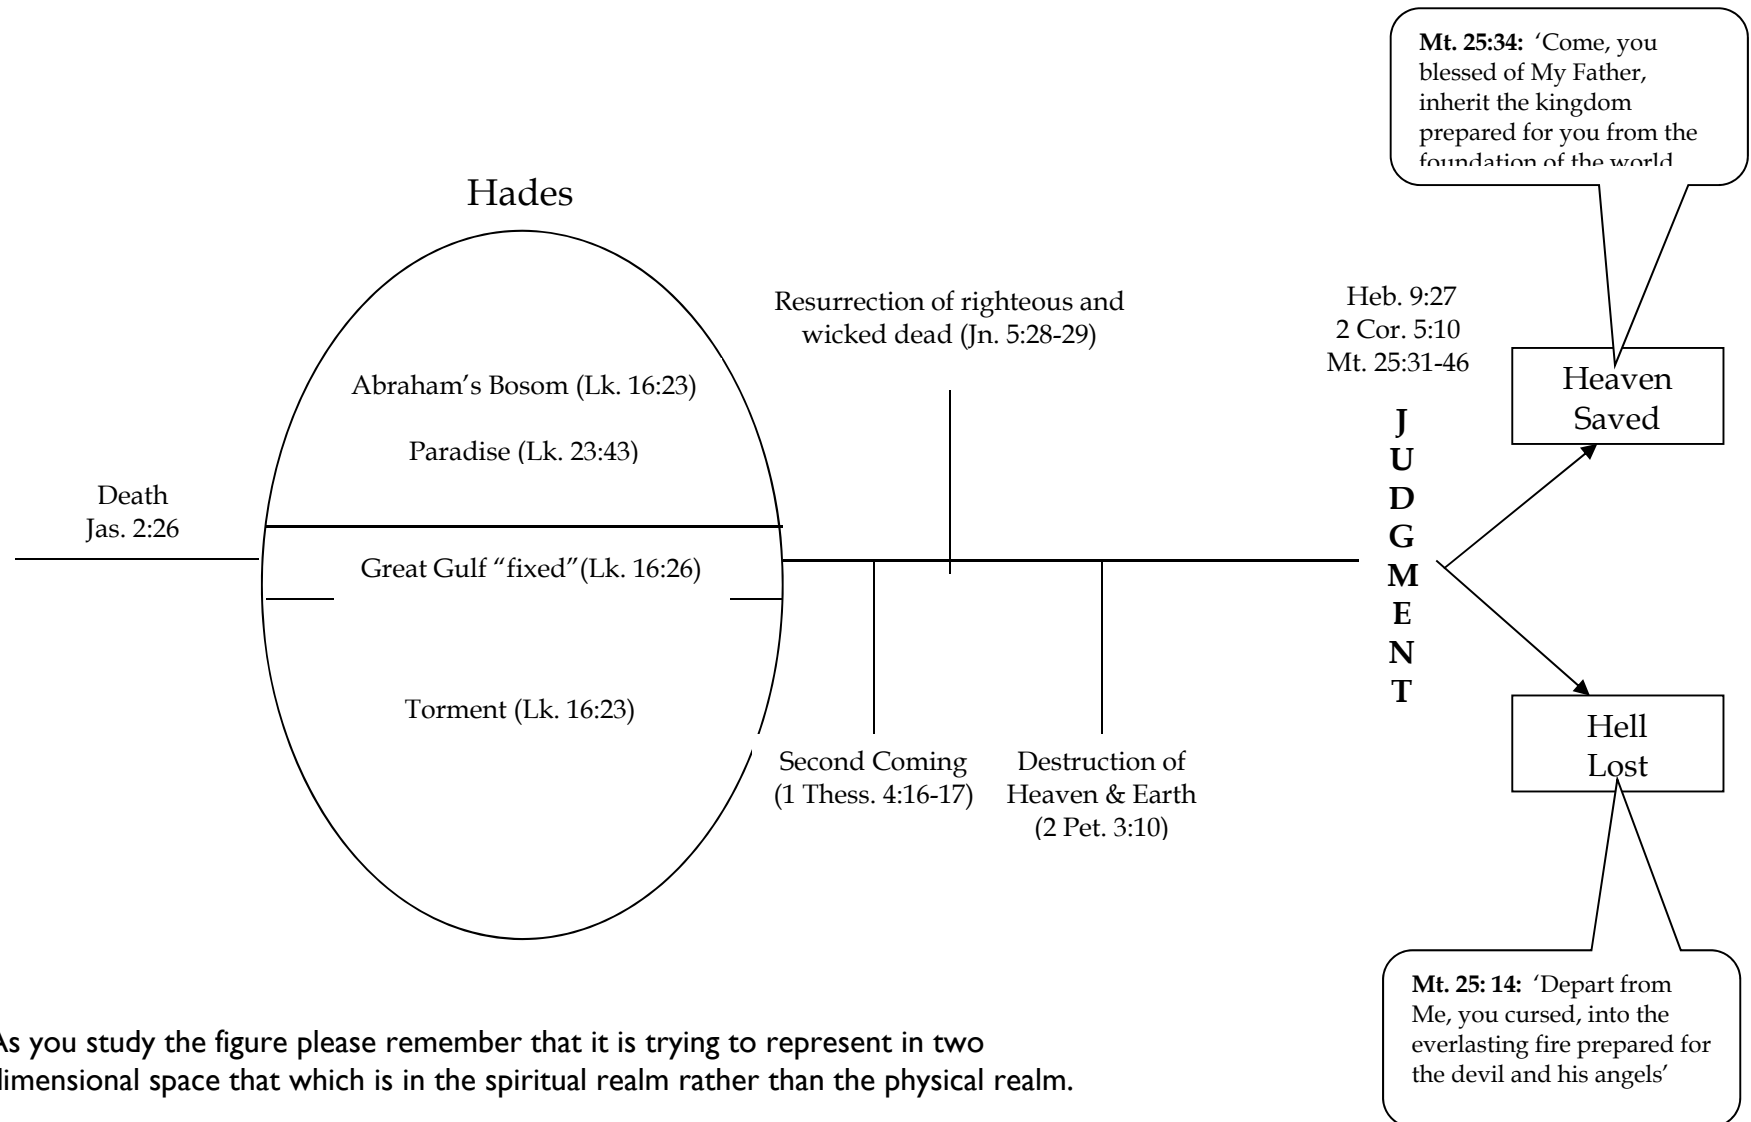 Mt. 25:34: ‘Come, you
blessed of My Father,
inherit the kingdom
prepared for you from the
foundation of the world
Hades
Abraham’s Bosom (Lk. 16:23)
Paradise (Lk. 23:43)
Great Gulf “fixed”(Lk. 16:26)
Torment (Lk. 16:23)
Death
Jas. 2:26
Resurrection of righteous and
wicked dead (Jn. 5:28-29)
Second Coming
(1 Thess. 4:16-17)
Destruction of
Heaven & Earth
(2 Pet. 3:10)
Heb. 9:27
2 Cor. 5:10
Mt. 25:31-46
J
U
D
G
M
E
N
T
Heaven
Saved
Hell
Lost
Mt. 25: 14: ‘Depart from
Me, you cursed, into the
everlasting fire prepared for
the devil and his angels’
As you study the figure please remember that it is trying to represent in two
dimensional space that which is in the spiritual realm rather than the physical realm.